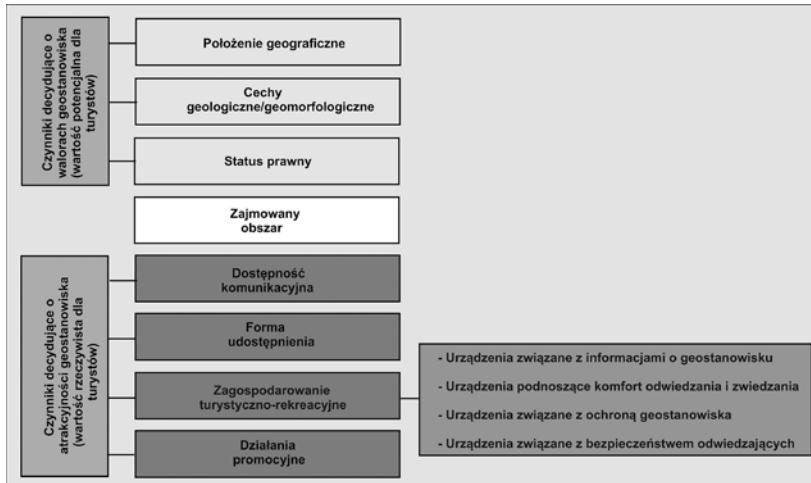 Czynniki decydujące o
walorach geostanowiska
(wartość potencjalna dla
turystów)
Położenie geograficzne
Cechy
geologiczne/geomorfologiczne
Status prawny
Zajmowany
obszar
Czynniki decydujące o
atrakcyjności geostanowiska
(wartość rzeczywista dla
turystów)
Dostępność
komunikacyjna
Forma
udostępnienia
Zagospodarowanie
turystyczno-rekreacyjne
Działania
promocyjne
- Urządzenia związane z informacjami o geostanowisku
- Urządzenia podnoszące komfort odwiedzania i zwiedzania
- Urządzenia związane z ochroną geostanowiska
- Urządzenia związane z bezpieczeństwem odwiedzających